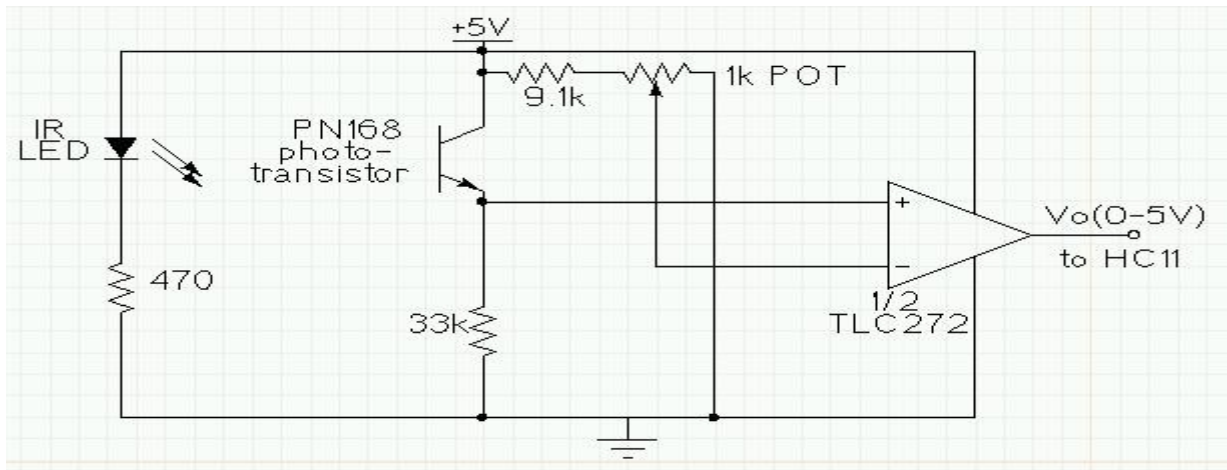 +5V
1k POT
9.1k
IR
LED
PN168
photo-
transistor
+
Vo(0-5V)
to HC11
-
470
1/2
TLC272
33k